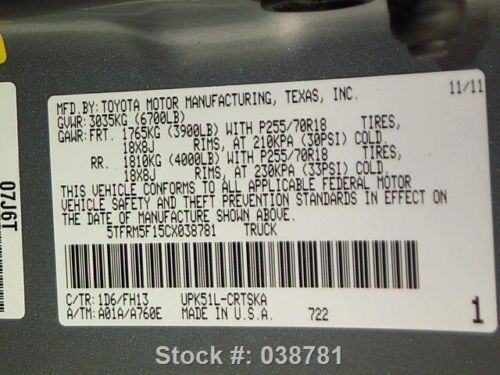 MFD.BY: TOYOTA MOTOR MANUFACTURING, TEXAS, INC. 11/11
GVWR: 3035KG (6700LB)
GAWR: FRT. 1765KG (3900LB) WITH P255/70R18 TIRES,
18X8J RIMS, AT 210KPA (30PSI) COLD.
RR. 1810KG (4000LB) WITH P255/70R18 TIRES,
18X8J RIMS, AT 230KPA (33PSI) COLD.
THIS VEHICLE CONFORMS TO ALL APPLICABLE FEDERAL MOTOR
VEHICLE SAFETY AND THEFT PREVENTION STANDARDS IN EFFECT ON
THE DATE OF MANUFACTURE SHOWN ABOVE.
5TFRM5F15CX038781 TRUCK
C/TR: 1D6/FH13 UPK51L-CRTSKA
A/TM: A01A/A760E MADE IN U.S.A. 722 1
07J6T
Stock #: 038781